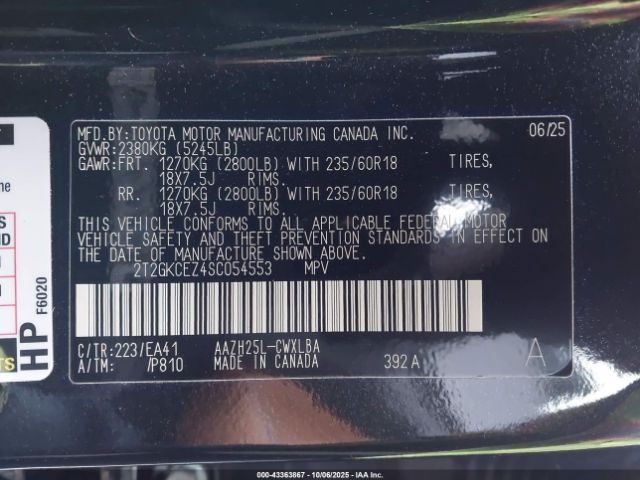 MFD.BY:TOYOTA MOTOR MANUFACTURING CANADA INC. 06/25
GVWR:2380KG (5245LB)
GAWR:FRT. 1270KG (2800LB) WITH 235/60R18 TIRES,
18X7.5J RIMS.
RR. 1270KG (2800LB) WITH 235/60R18 TIRES,
18X7.5J RIMS.
THIS VEHICLE CONFORMS TO ALL APPLICABLE FEDERAL MOTOR
VEHICLE SAFETY AND THEFT PREVENTION STANDARDS IN EFFECT ON
THE DATE OF MANUFACTURE SHOWN ABOVE.
2T2GKCEZ4SC054553 MPV
C/TR:223/EA41 AAZH25L-CWXLBA
A/TM: /P810 MADE IN CANADA 392A A
HP F6020
000-43363867 - 10/06/2025 - IAAI.ca